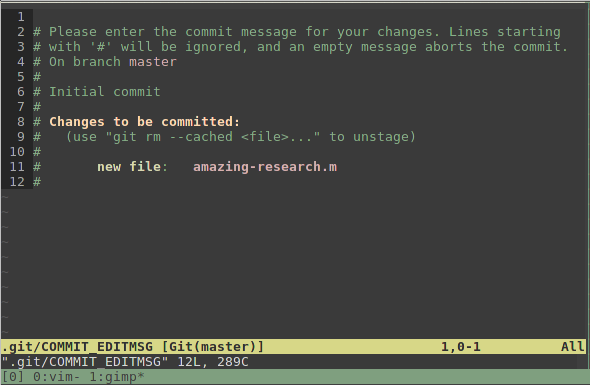 1
2 # Please enter the commit message for your changes. Lines starting
3 # with '#' will be ignored, and an empty message aborts the commit.
4 # On branch master
5 #
6 # Initial commit
7 #
8 # Changes to be committed:
9 #   (use "git rm --cached <file>..." to unstage)
10 #
11 #       new file:   amazing-research.m
12 #
~
~
~
~
~
~
~
~
~
~
.git/COMMIT_EDITMSG [Git(master)] 1,0-1 All
".git/COMMIT_EDITMSG" 12L, 289C
[0] 0:vim- 1:gimp*